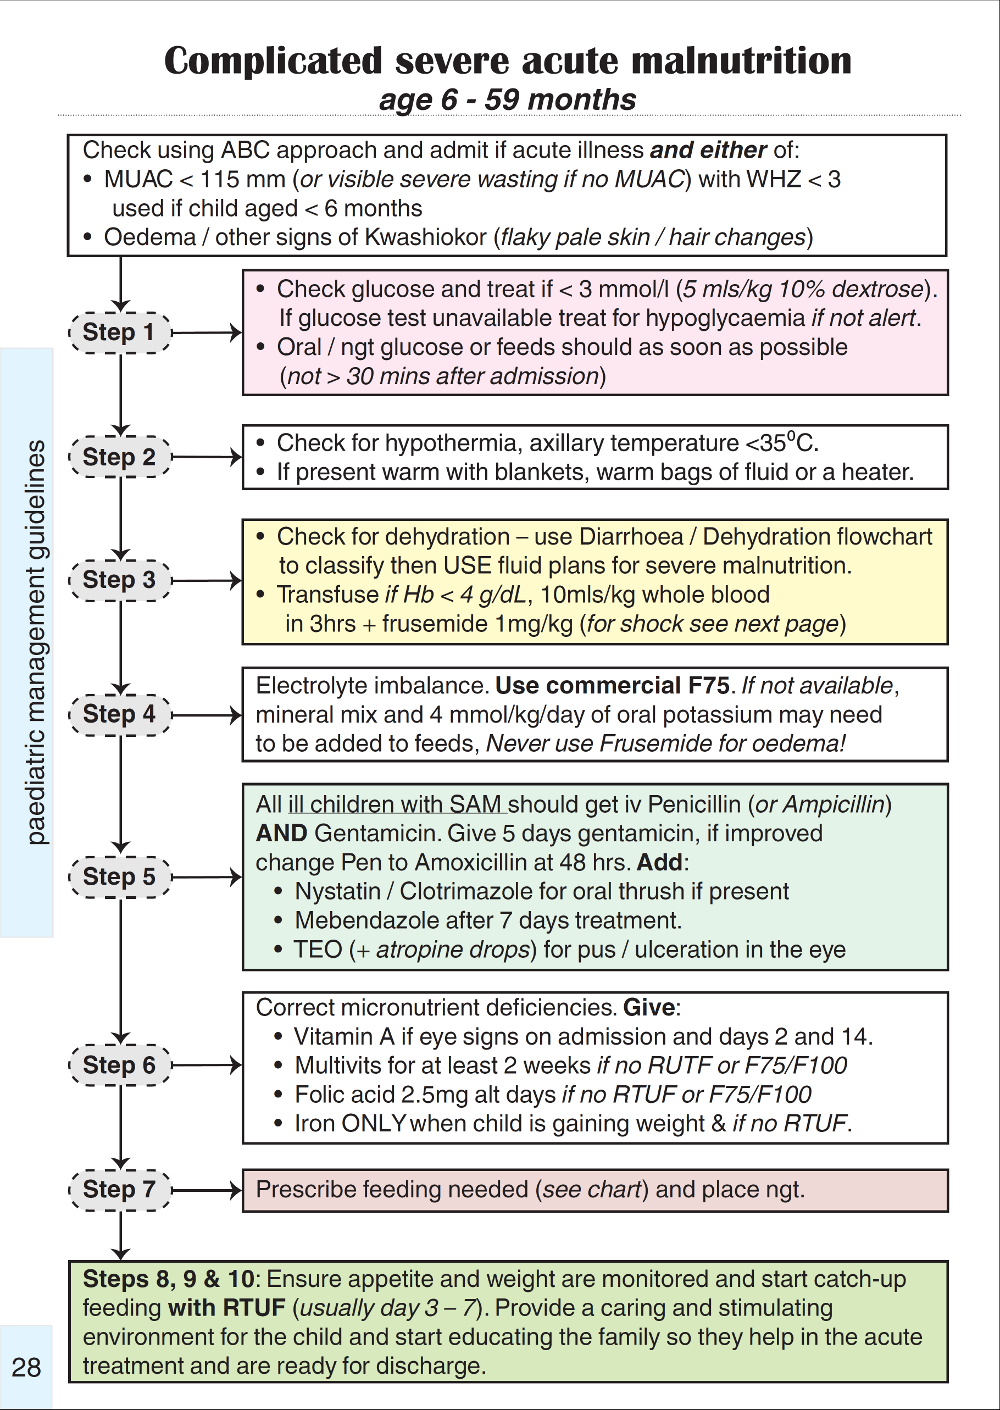 Complicated severe acute malnutrition
age 6 - 59 months
Check using ABC approach and admit if acute illness and either of:
• MUAC < 115 mm (or visible severe wasting if no MUAC) with WHZ < 3
used if child aged < 6 months
• Oedema / other signs of Kwashiokor (flaky pale skin / hair changes)
Step 1
• Check glucose and treat if < 3 mmol/l (5 mls/kg 10% dextrose).
If glucose test unavailable treat for hypoglycaemia if not alert.
• Oral / ngt glucose or feeds should as soon as possible
(not > 30 mins after admission)
Step 2
• Check for hypothermia, axillary temperature <35⁰C.
• If present warm with blankets, warm bags of fluid or a heater.
Step 3
• Check for dehydration – use Diarrhoea / Dehydration flowchart
to classify then USE fluid plans for severe malnutrition.
• Transfuse if Hb < 4 g/dL, 10mls/kg whole blood
in 3hrs + frusemide 1mg/kg (for shock see next page)
Step 4
Electrolyte imbalance. Use commercial F75. If not available,
mineral mix and 4 mmol/kg/day of oral potassium may need
to be added to feeds, Never use Frusemide for oedema!
Step 5
All ill children with SAM should get iv Penicillin (or Ampicillin)
AND Gentamicin. Give 5 days gentamicin, if improved
change Pen to Amoxicillin at 48 hrs. Add:
• Nystatin / Clotrimazole for oral thrush if present
• Mebendazole after 7 days treatment.
• TEO (+ atropine drops) for pus / ulceration in the eye
Step 6
Correct micronutrient deficiencies. Give:
• Vitamin A if eye signs on admission and days 2 and 14.
• Multivits for at least 2 weeks if no RUTF or F75/F100
• Folic acid 2.5mg alt days if no RTUF or F75/F100
• Iron ONLY when child is gaining weight & if no RTUF.
Step 7
Prescribe feeding needed (see chart) and place ngt.
Steps 8, 9 & 10: Ensure appetite and weight are monitored and start catch-up
feeding with RTUF (usually day 3 – 7). Provide a caring and stimulating
environment for the child and start educating the family so they help in the acute
treatment and are ready for discharge.
paediatric management guidelines
28